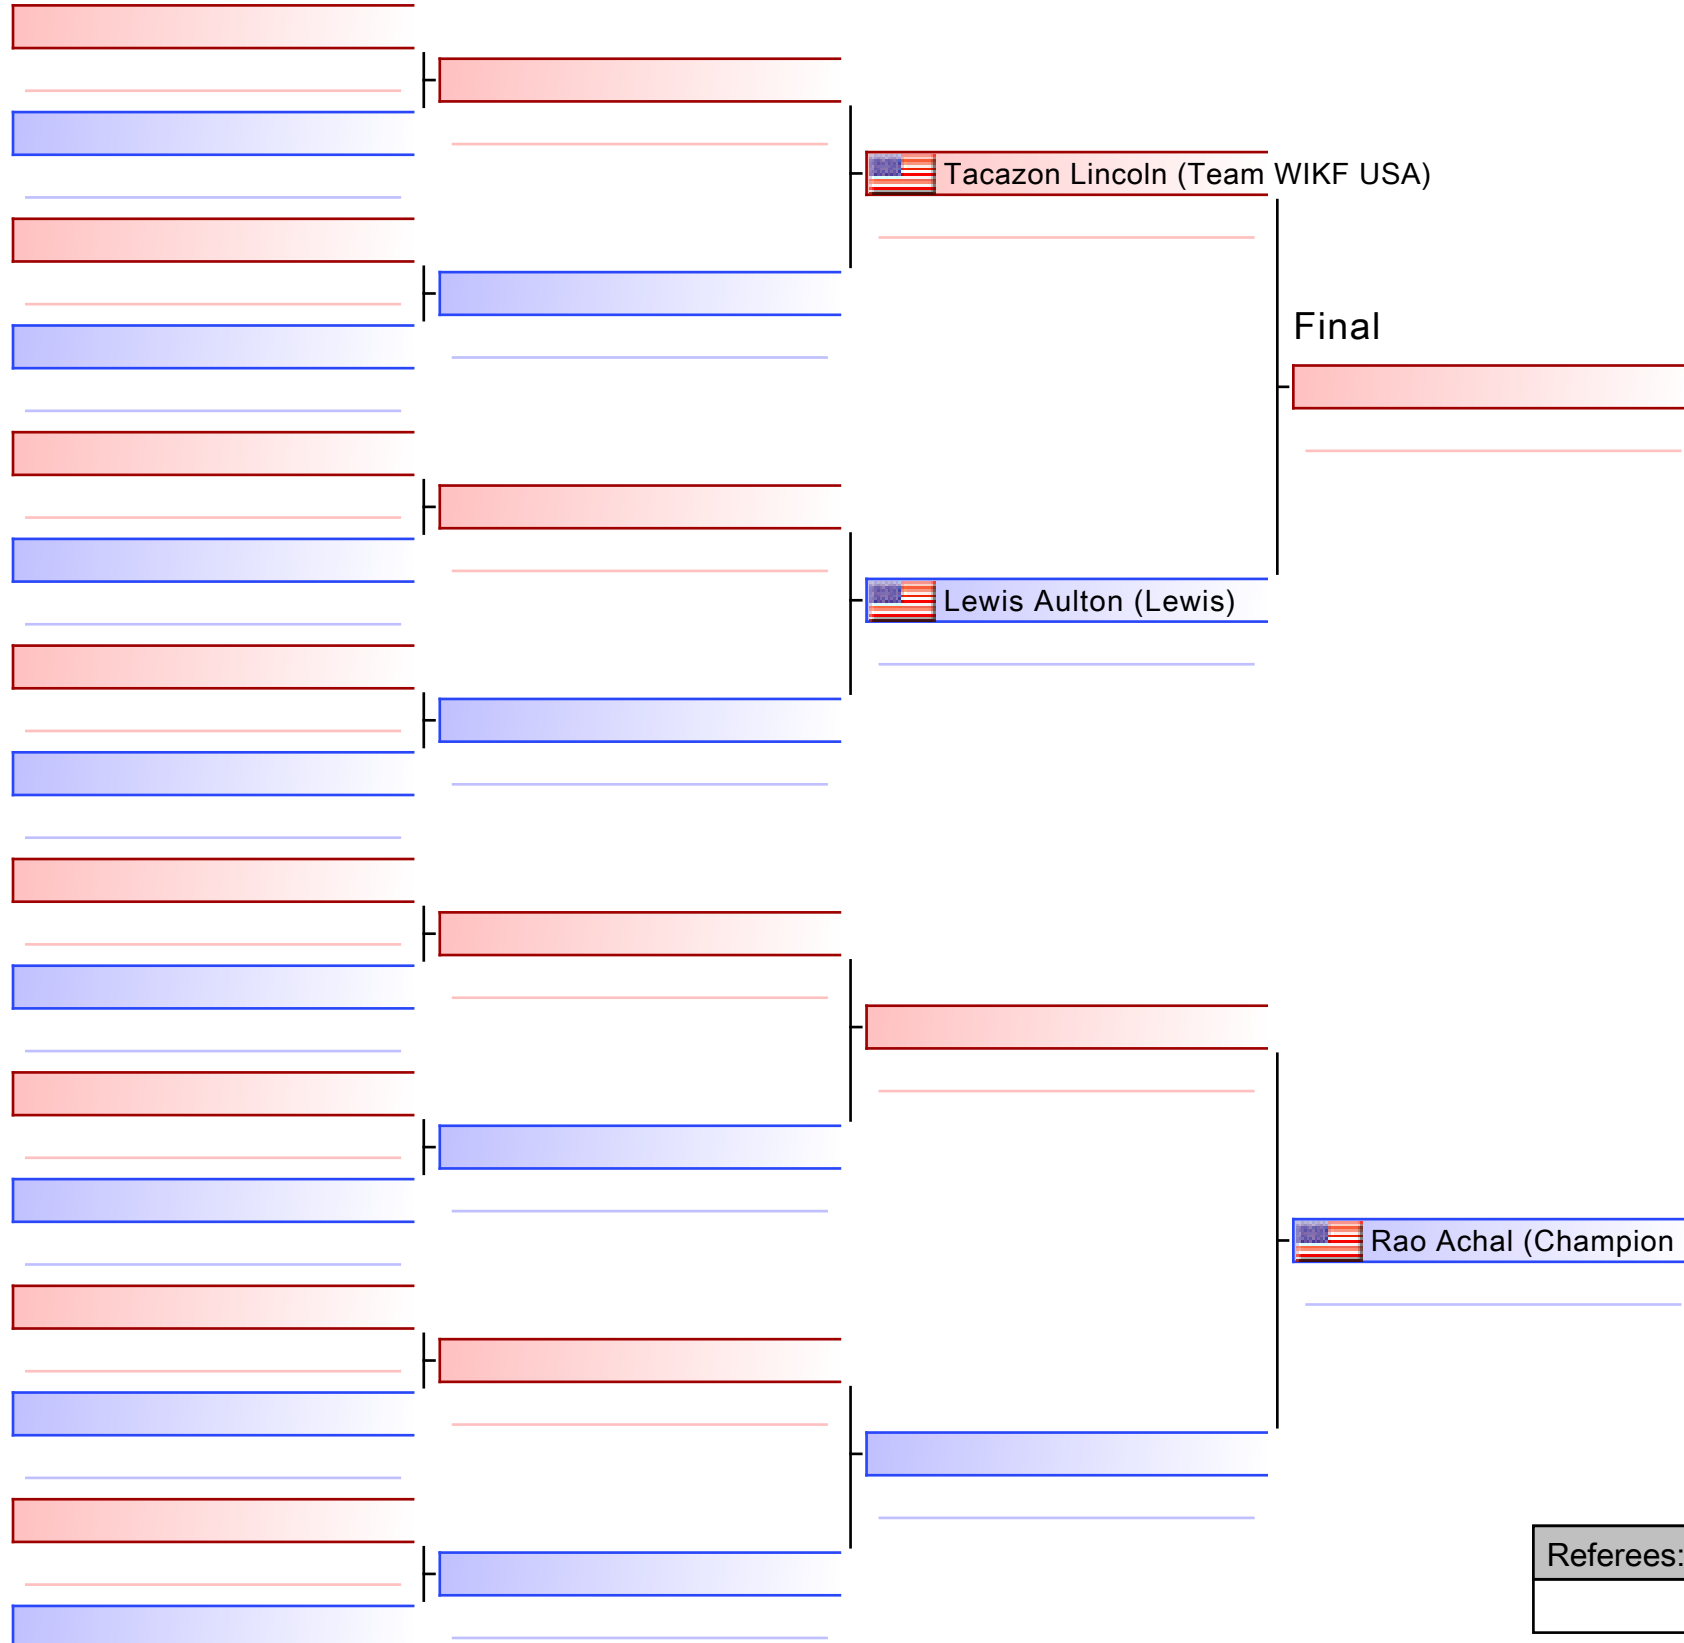 Tacazon Lincoln (Team WIKF USA)
Final
Lewis Aulton (Lewis)
Rao Achal (Champion
Referees: